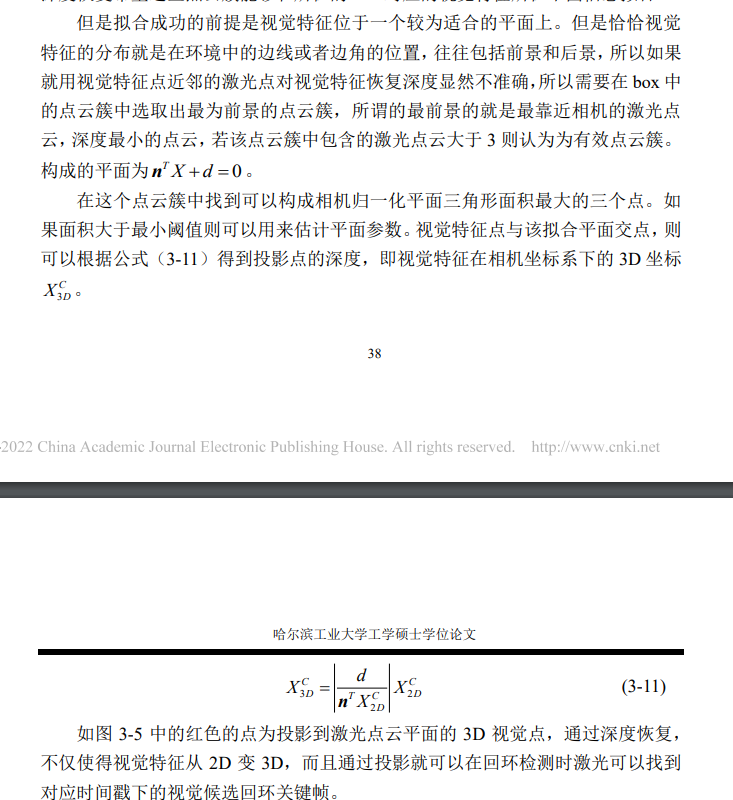 但是拟合成功的前提是视觉特征位于一个较为适合的平面上。但是恰恰视觉
特征的分布就是在环境中的边线或者边角的位置，往往包括前景和后景，所以如果
就用视觉特征点近邻的激光点对视觉特征恢复深度显然不准确，所以需要在 box 中
的点云簇中选取出最为前景的点云簇，所谓的最前景的就是最靠近相机的激光点
云，深度最小的点云，若该点云簇中包含的激光点云大于 3 则认为为有效点云簇。
构成的平面为 n^T X + d = 0 。
在这个点云簇中找到可以构成相机归一化平面三角形面积最大的三个点。如
果面积大于最小阈值则可以用来估计平面参数。视觉特征点与该拟合平面交点，则
可以根据公式（3-11）得到投影点的深度，即视觉特征在相机坐标系下的 3D 坐标
X_{3D}^C 。
38
2022 China Academic Journal Electronic Publishing House. All rights reserved. http://www.cnki.net
哈尔滨工业大学工学硕士学位论文
X_{3D}^C = |d / (n^T X_{2D}^C)| X_{2D}^C (3-11)
如图 3-5 中的红色的点为投影到激光点云平面的 3D 视觉点，通过深度恢复，
不仅使得视觉特征从 2D 变 3D，而且通过投影就可以在回环检测时激光可以找到
对应时间戳下的视觉候选回环关键帧。